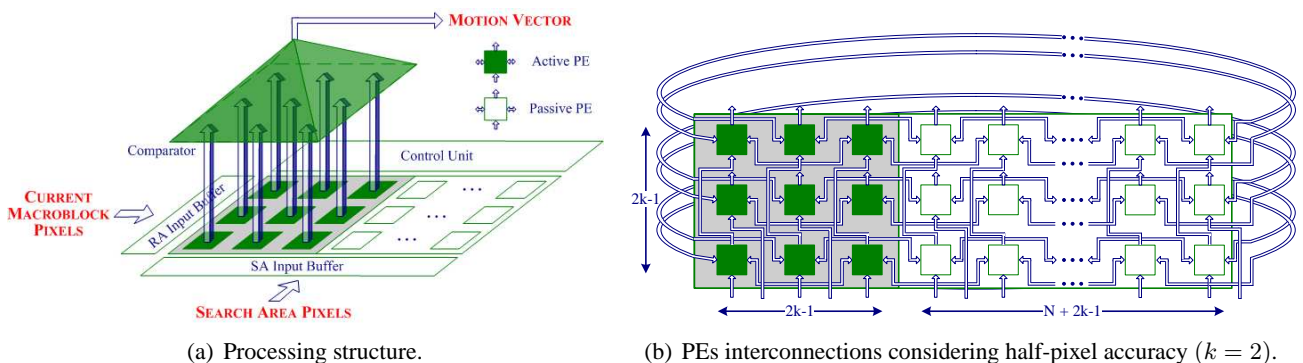 MOTION VECTOR
Active PE
Passive PE
Comparator
Control Unit
CURRENT
MACROBLOCK
PIXELS
RA Input Buffer
SA Input Buffer
SEARCH AREA PIXELS
(a) Processing structure.
2k-1
2k-1
N + 2k-1
(b) PEs interconnections considering half-pixel accuracy (k = 2).